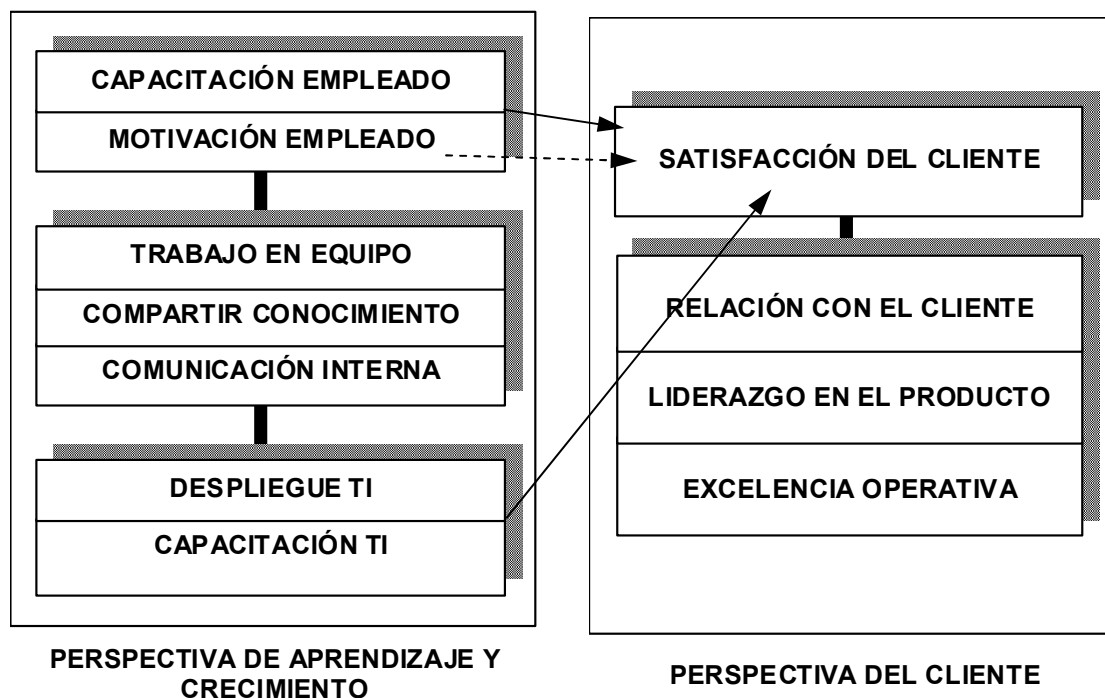 CAPACITACIÓN EMPLEADO
MOTIVACIÓN EMPLEADO
TRABAJO EN EQUIPO
COMPARTIR CONOCIMIENTO
COMUNICACIÓN INTERNA
DESPLIEGUE TI
CAPACITACIÓN TI
PERSPECTIVA DE APRENDIZAJE Y
CRECIMIENTO
SATISFACCIÓN DEL CLIENTE
RELACIÓN CON EL CLIENTE
LIDERAZGO EN EL PRODUCTO
EXCELENCIA OPERATIVA
PERSPECTIVA DEL CLIENTE